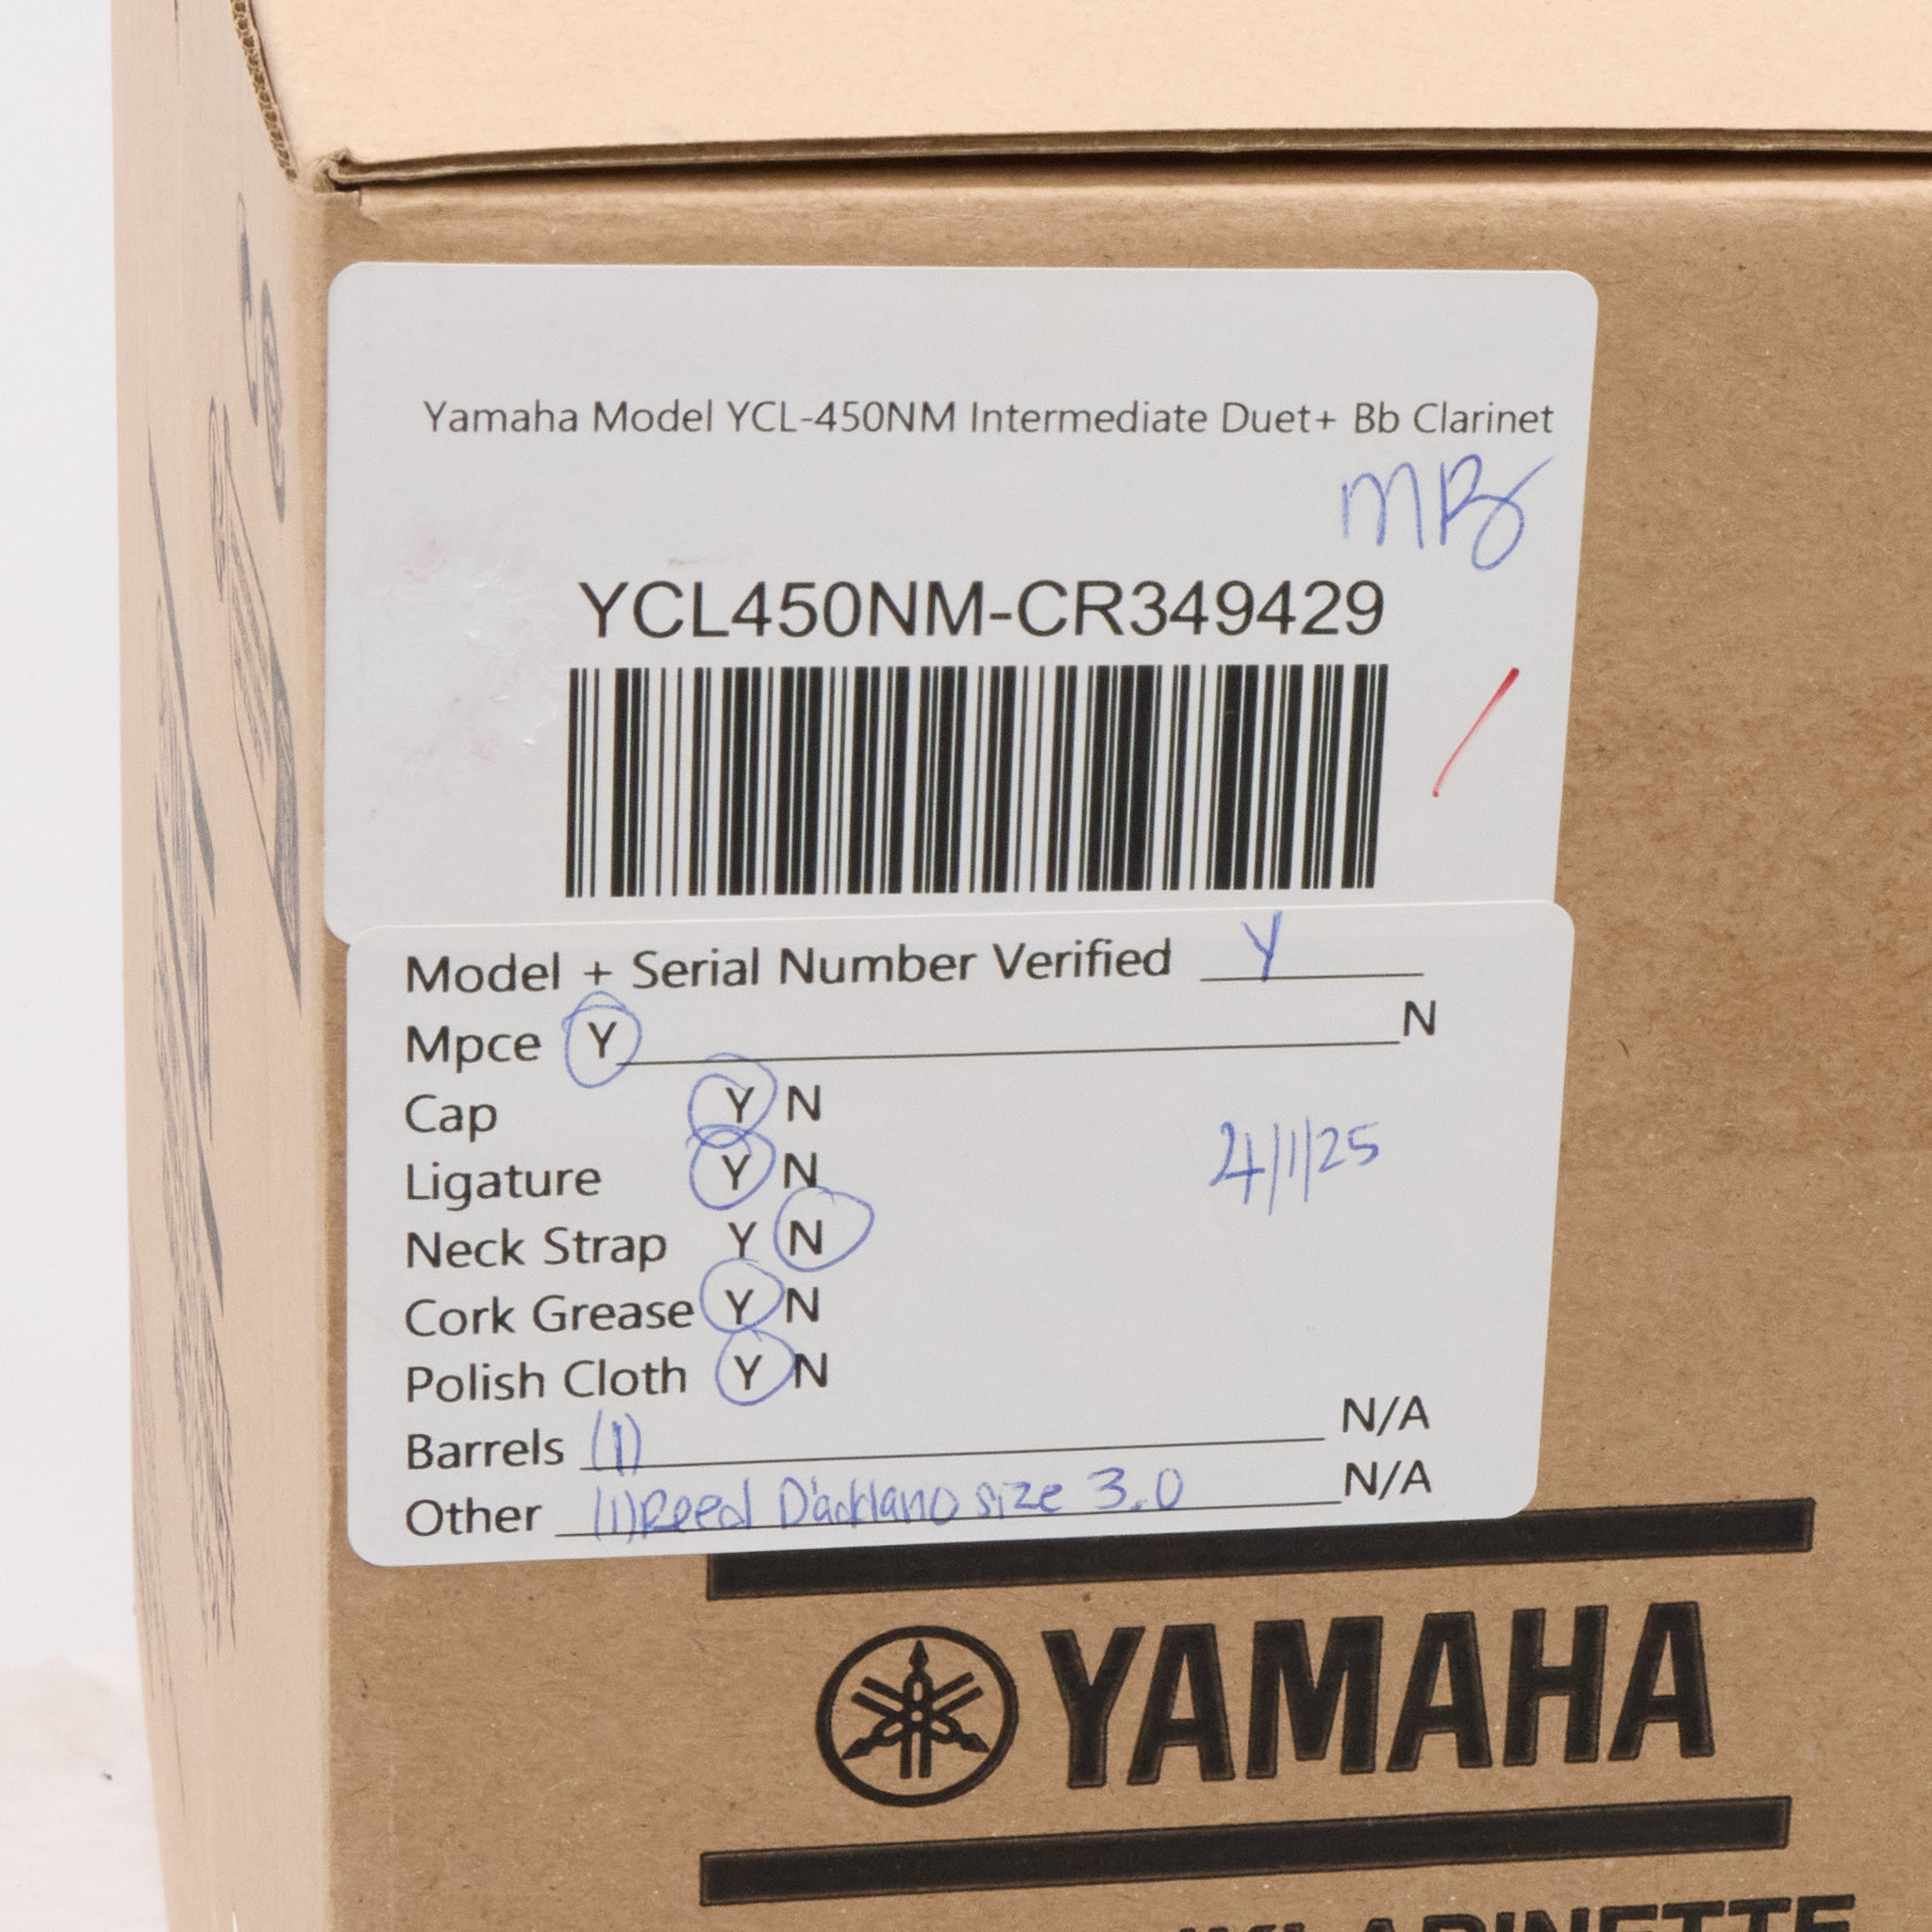 Yamaha Model YCL-450NM Intermediate Duet+ Bb Clarinet
MB
YCL450NM-CR349429
Model + Serial Number Verified Y
Mpce Y N
Cap Y N
Ligature Y N
Neck Strap Y N
Cork Grease Y N
Polish Cloth Y N
4/1/25
Barrels (1) N/A
Other (1) Reed D'addario size 3.0 N/A
YAMAHA
KLARINETTE